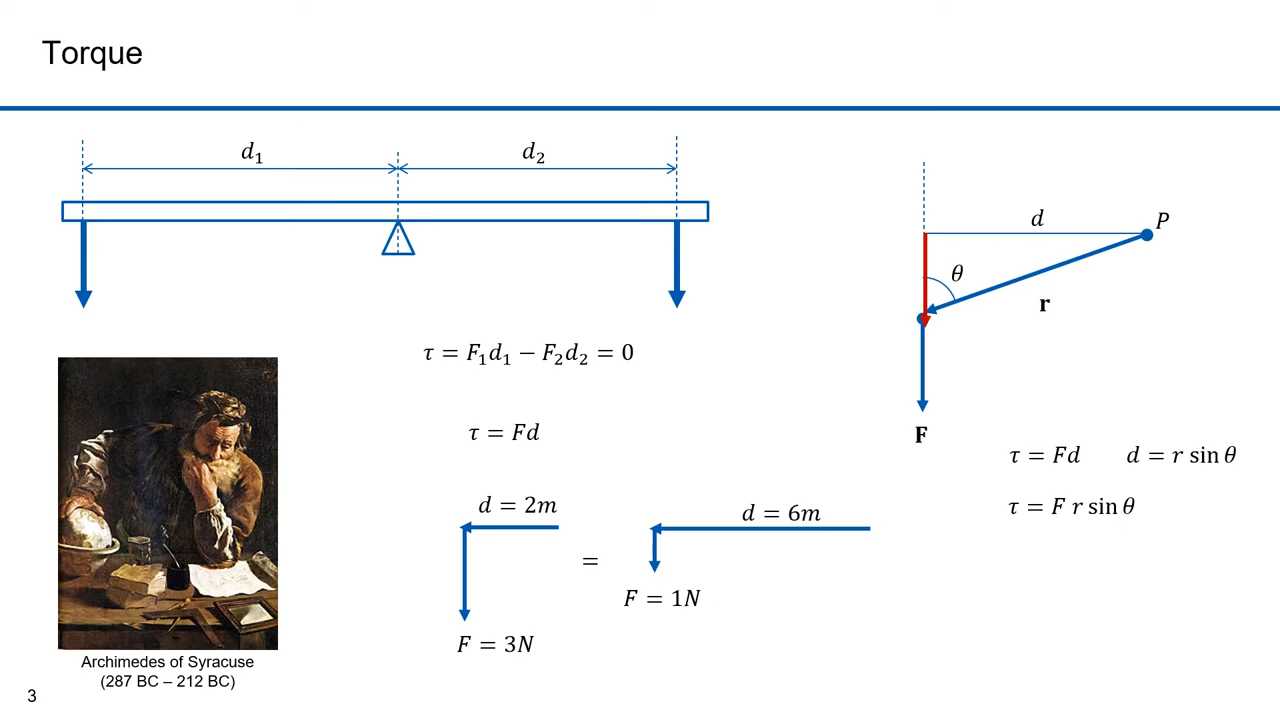 Torque
d₁
d₂
d
P
θ
r
τ = F₁d₁ − F₂d₂ = 0
τ = Fd
F
τ = Fd d = r sin θ
τ = F r sin θ
d = 2m
d = 6m
=
F = 1N
F = 3N
Archimedes of Syracuse
(287 BC – 212 BC)
3